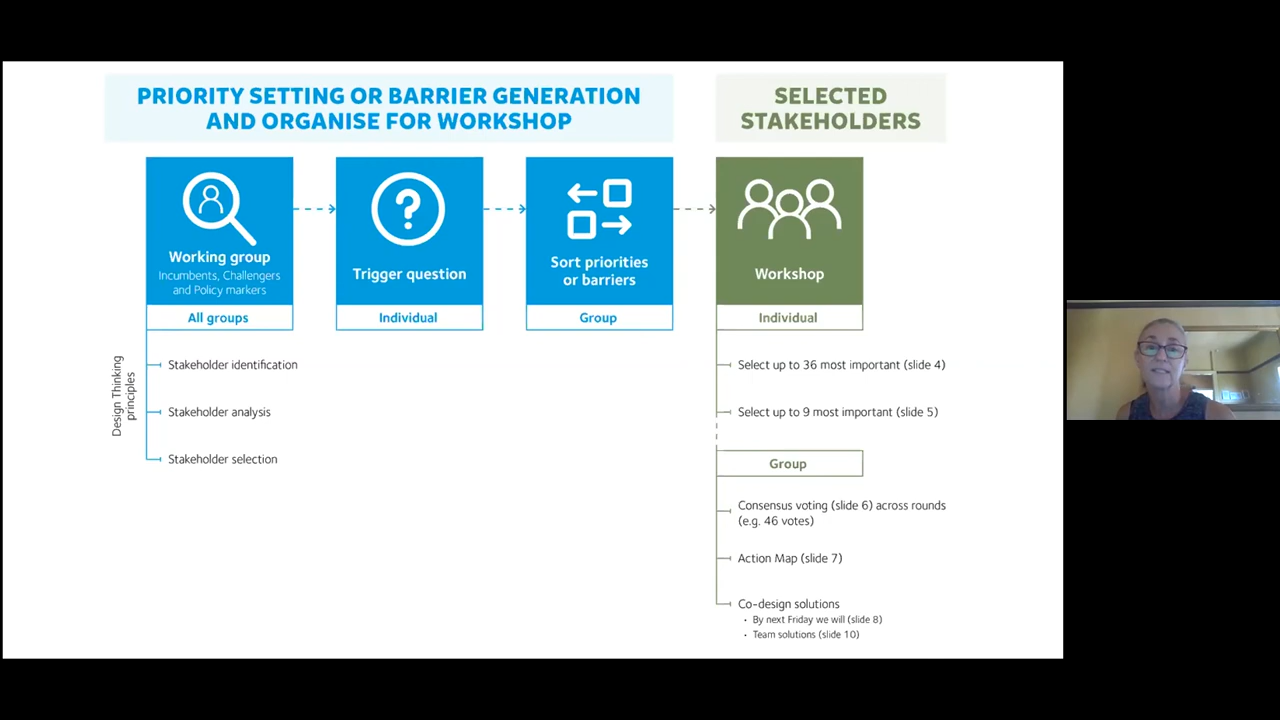 PRIORITY SETTING OR BARRIER GENERATION
AND ORGANISE FOR WORKSHOP
SELECTED
STAKEHOLDERS
Working group
Incumbents, Challengers
and Policy markers
All groups
Trigger question
Individual
Sort priorities
or barriers
Group
Workshop
Individual
Design Thinking
principles
Stakeholder identification
Stakeholder analysis
Stakeholder selection
Select up to 36 most important (slide 4)
Select up to 9 most important (slide 5)
Group
Consensus voting (slide 6) across rounds
(e.g. 46 votes)
Action Map (slide 7)
Co-design solutions
• By next Friday we will (slide 8)
• Team solutions (slide 10)